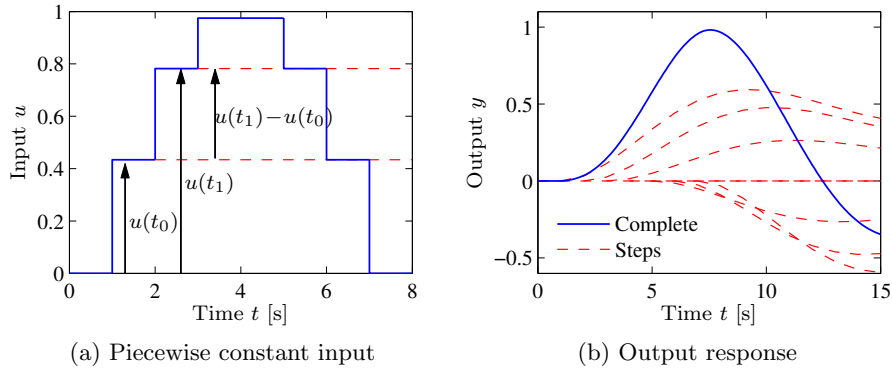 1
0.8
0.6
0.4
0.2
0
Input u
u(t₀)
u(t₁)
u(t₁)−u(t₀)
0
2
4
6
8
Time t [s]
(a) Piecewise constant input
1
0.5
0
−0.5
Output y
Complete
Steps
0
5
10
15
Time t [s]
(b) Output response